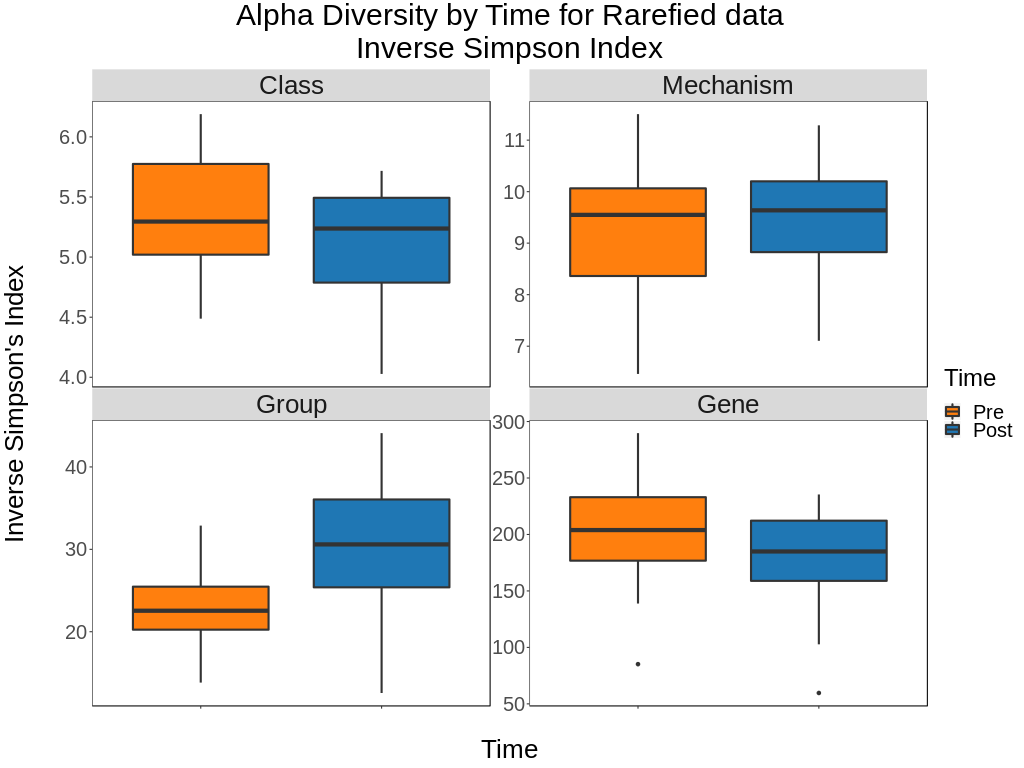 Alpha Diversity by Time for Rarefied data
Inverse Simpson Index
Class
Mechanism
6.0
5.5
5.0
4.5
4.0
11
10
9
8
7
Group
Gene
40
30
20
300
250
200
150
100
50
Inverse Simpson's Index
Time
Time
Pre
Post